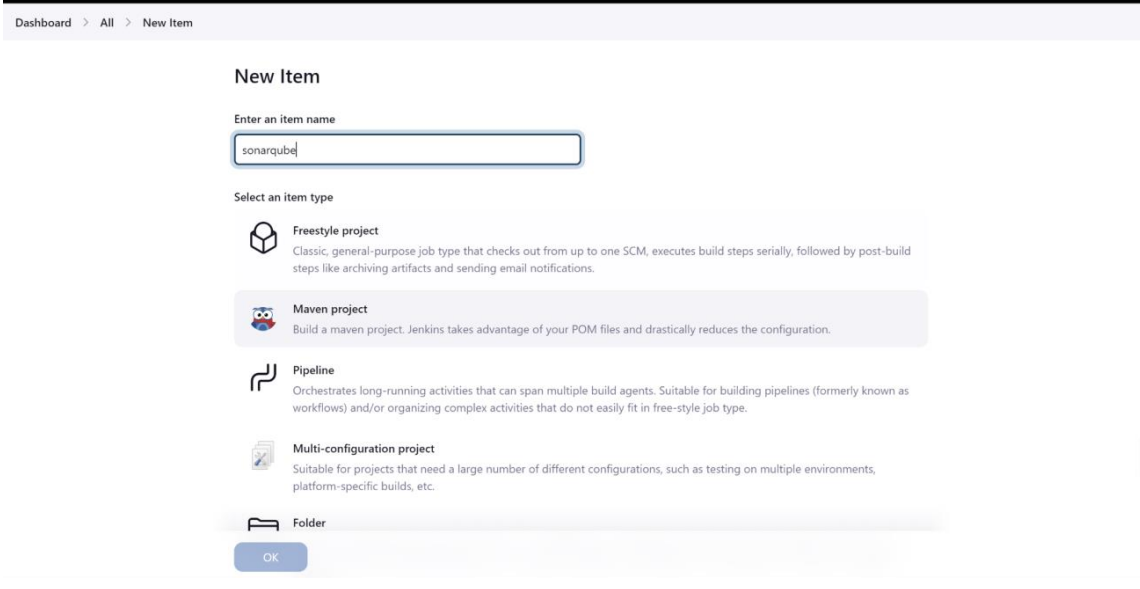 Dashboard > All > New Item
New Item
Enter an item name
sonarqube
Select an item type
Freestyle project
Classic, general-purpose job type that checks out from up to one SCM, executes build steps serially, followed by post-build
steps like archiving artifacts and sending email notifications.
Maven project
Build a maven project. Jenkins takes advantage of your POM files and drastically reduces the configuration.
Pipeline
Orchestrates long-running activities that can span multiple build agents. Suitable for building pipelines (formerly known as
workflows) and/or organizing complex activities that do not easily fit in free-style job type.
Multi-configuration project
Suitable for projects that need a large number of different configurations, such as testing on multiple environments,
platform-specific builds, etc.
Folder
OK